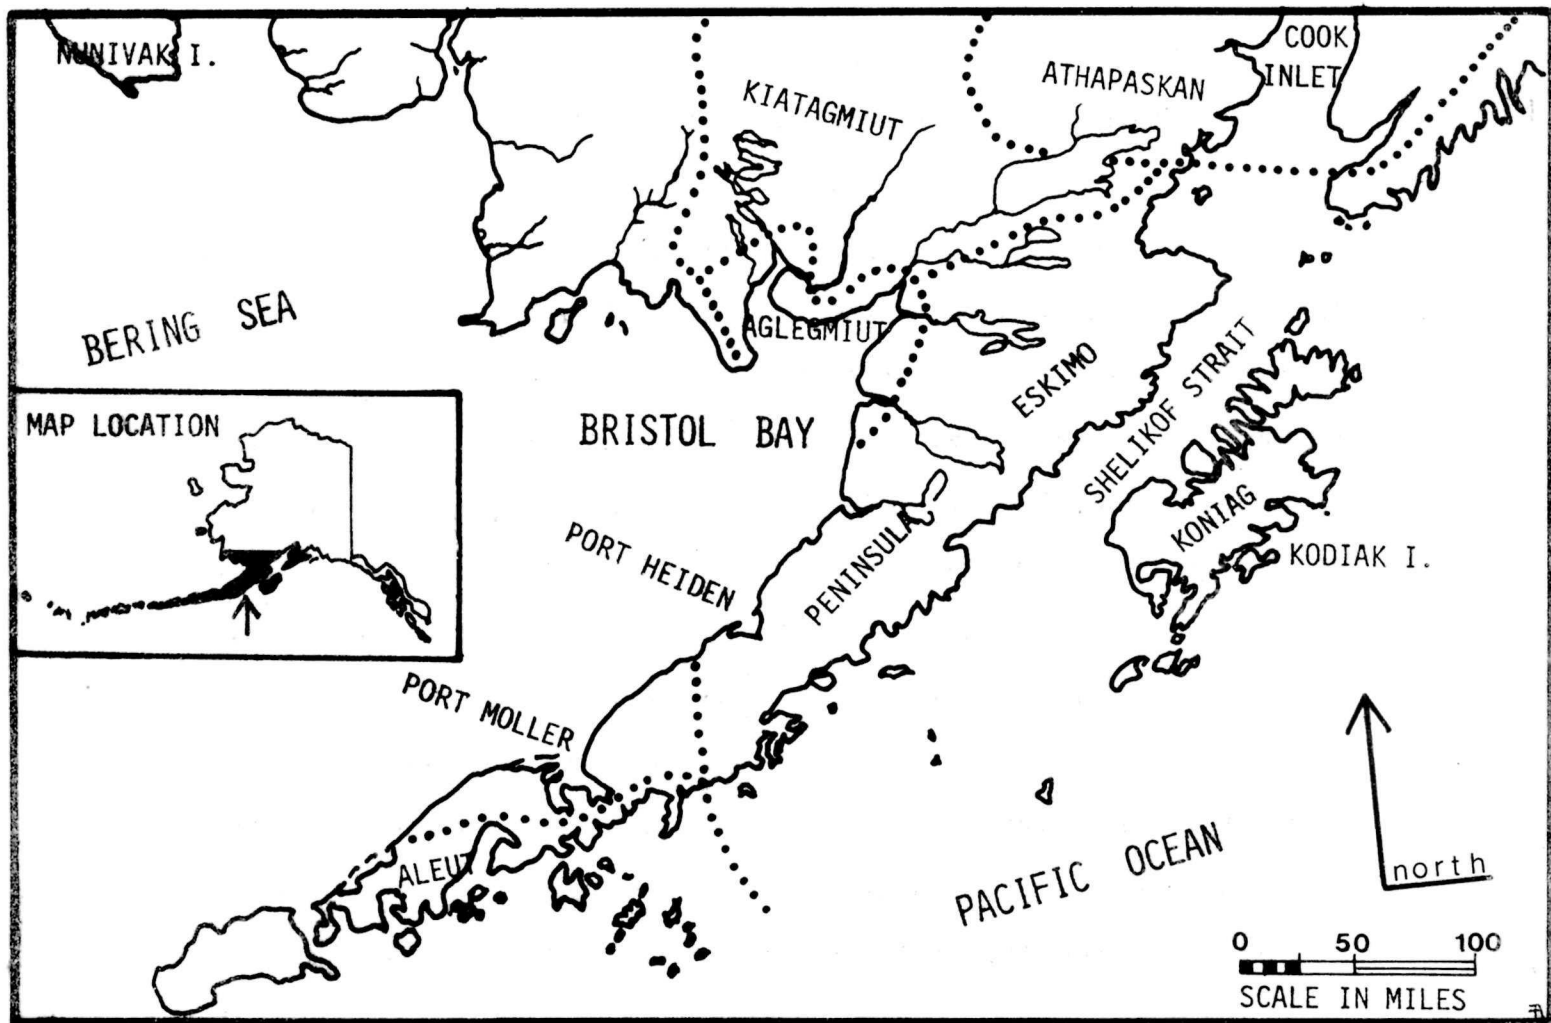 NUNIVAK I.
COOK
INLET
ATHAPASKAN
KIATAGMIUT
BERING SEA
AGLEGMIUT
ESKIMO
SHELIKOF STRAIT
MAP LOCATION
BRISTOL BAY
KONIAG
KODIAK I.
PORT HEIDEN
PENINSULA
PORT MOLLER
ALEUT
PACIFIC OCEAN
north
0 50 100
SCALE IN MILES